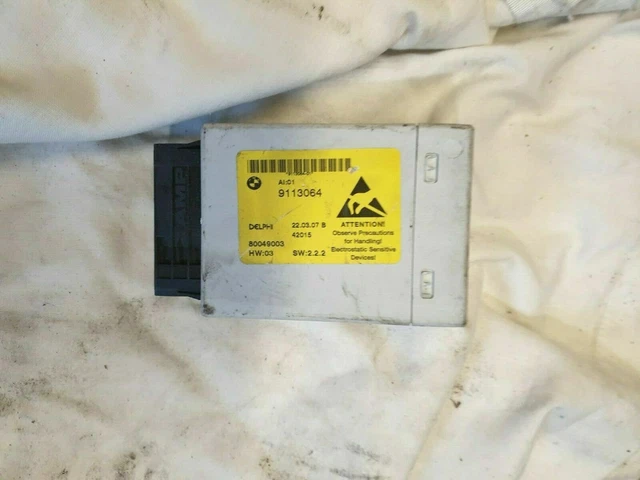 AMP
AI:01
9113064
DELPHI 22.03.07 B
42015
80049003
HW:03 SW:2.2.2
ATTENTION!
Observe Precautions
for Handling!
Electrostatic Sensitive
Devices!